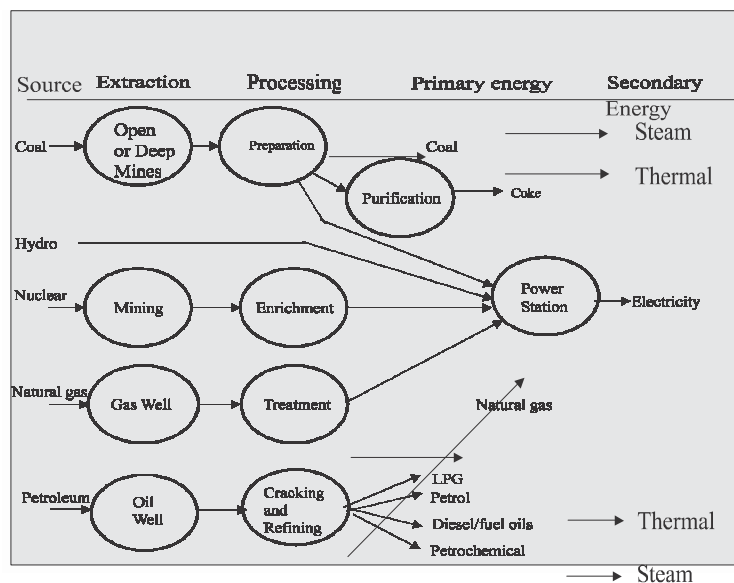 Source Extraction Processing Primary energy Secondary
Energy
Coal
Open
or Deep
Mines
Preparation
Coal
Steam
Purification
Coke
Thermal
Hydro
Nuclear
Mining
Enrichment
Power
Station
Electricity
Natural gas
Gas Well
Treatment
Natural gas
Petroleum
Oil
Well
Cracking
and
Refining
LPG
Petrol
Diesel/fuel oils
Petrochemical
Thermal
Steam